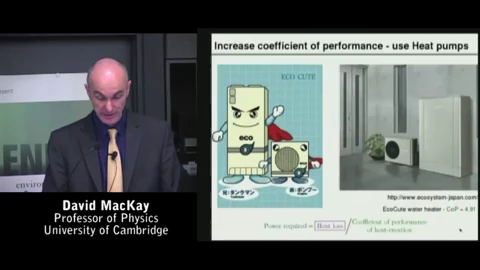 Increase coefficient of performance - use Heat pumps
ECO CUTE
eco
http://www.ecosystem-japan.com
EcoCute water heater - CoP = 4.91
Power required = Heat loss / Coefficient of performance
of heat-creation
David MacKay
Professor of Physics
University of Cambridge